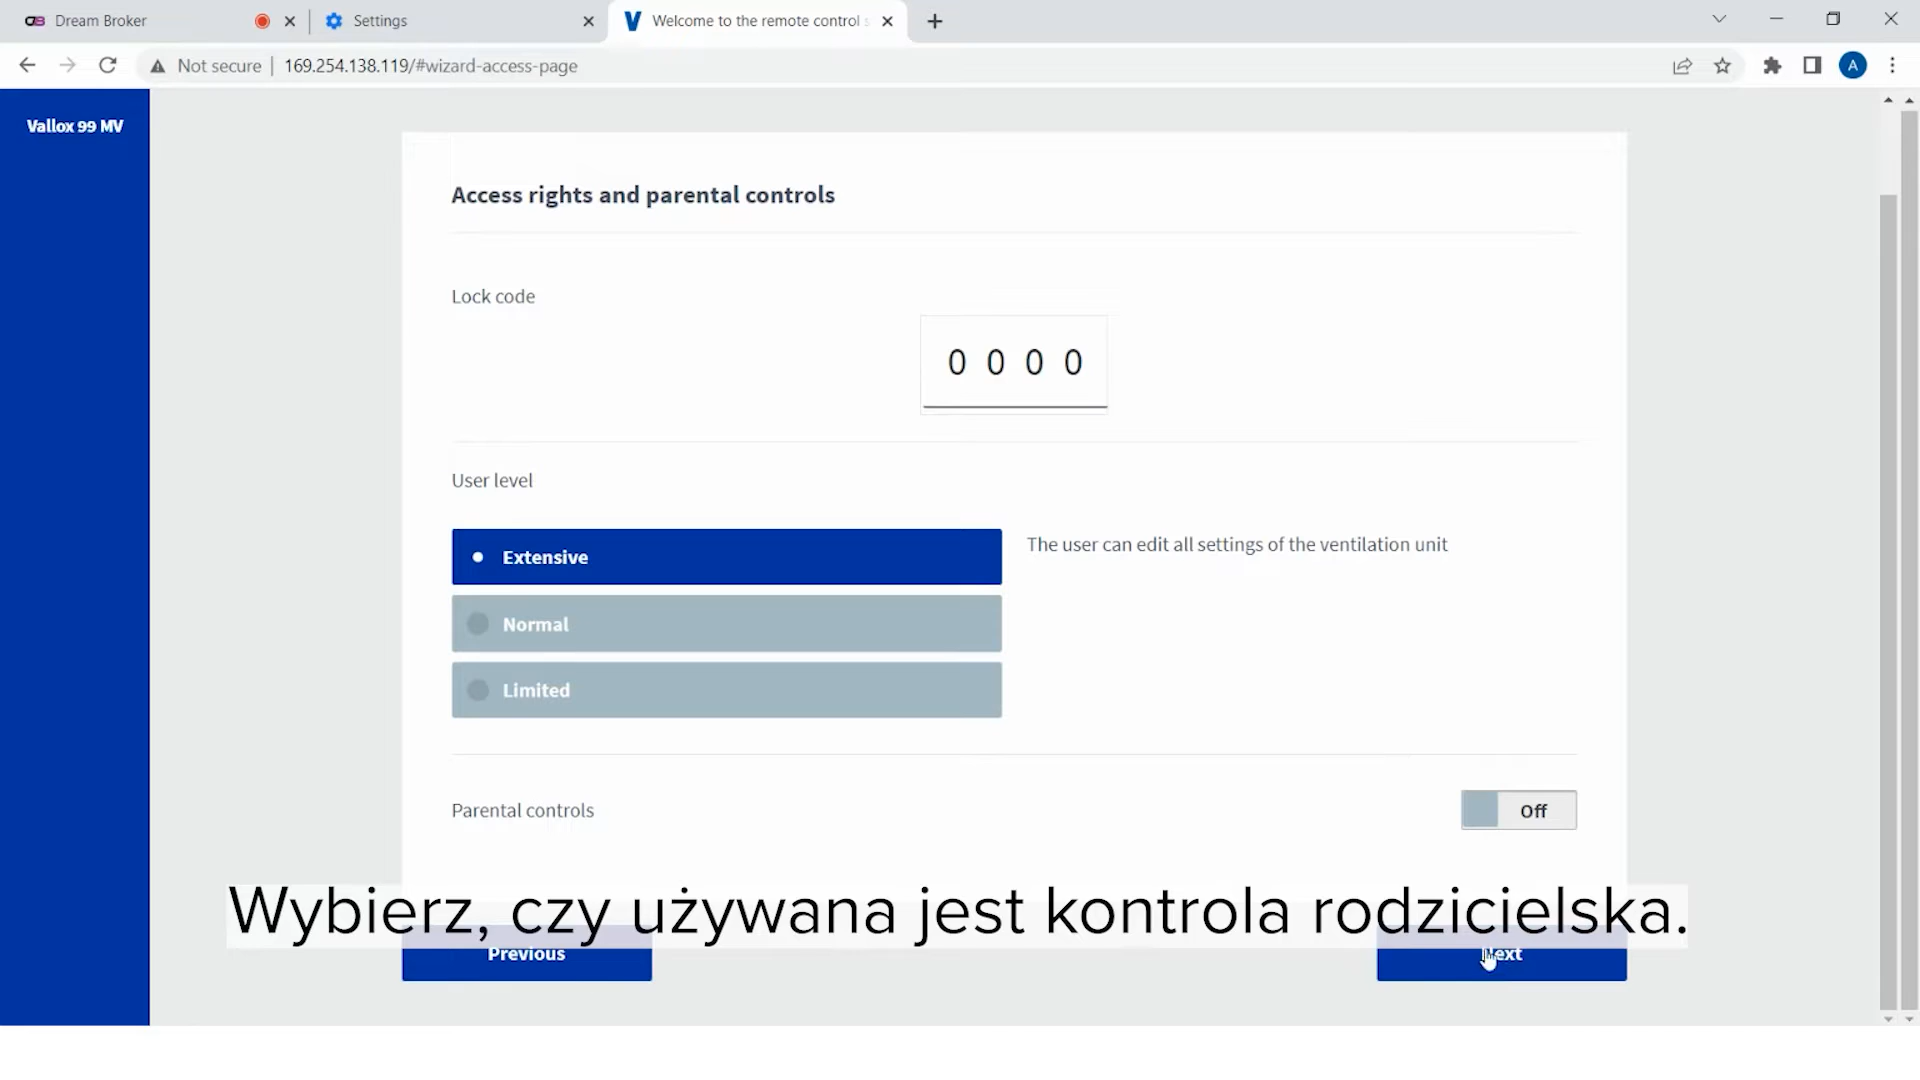 Dream Broker
Settings
Welcome to the remote control s
Not secure
169.254.138.119/#wizard-access-page
A
Vallox 99 MV
Access rights and parental controls
Lock code
0 0 0 0
User level
Extensive
The user can edit all settings of the ventilation unit
Normal
Limited
Parental controls
Off
Wybierz, czy używana jest kontrola rodzicielska.
Previous
Next